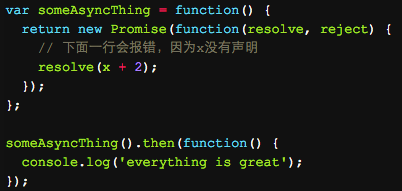 var someAsyncThing = function() {
  return new Promise(function(resolve, reject) {
    // 下面一行会报错，因为x没有声明
    resolve(x + 2);
  });
};

someAsyncThing().then(function() {
  console.log('everything is great');
});